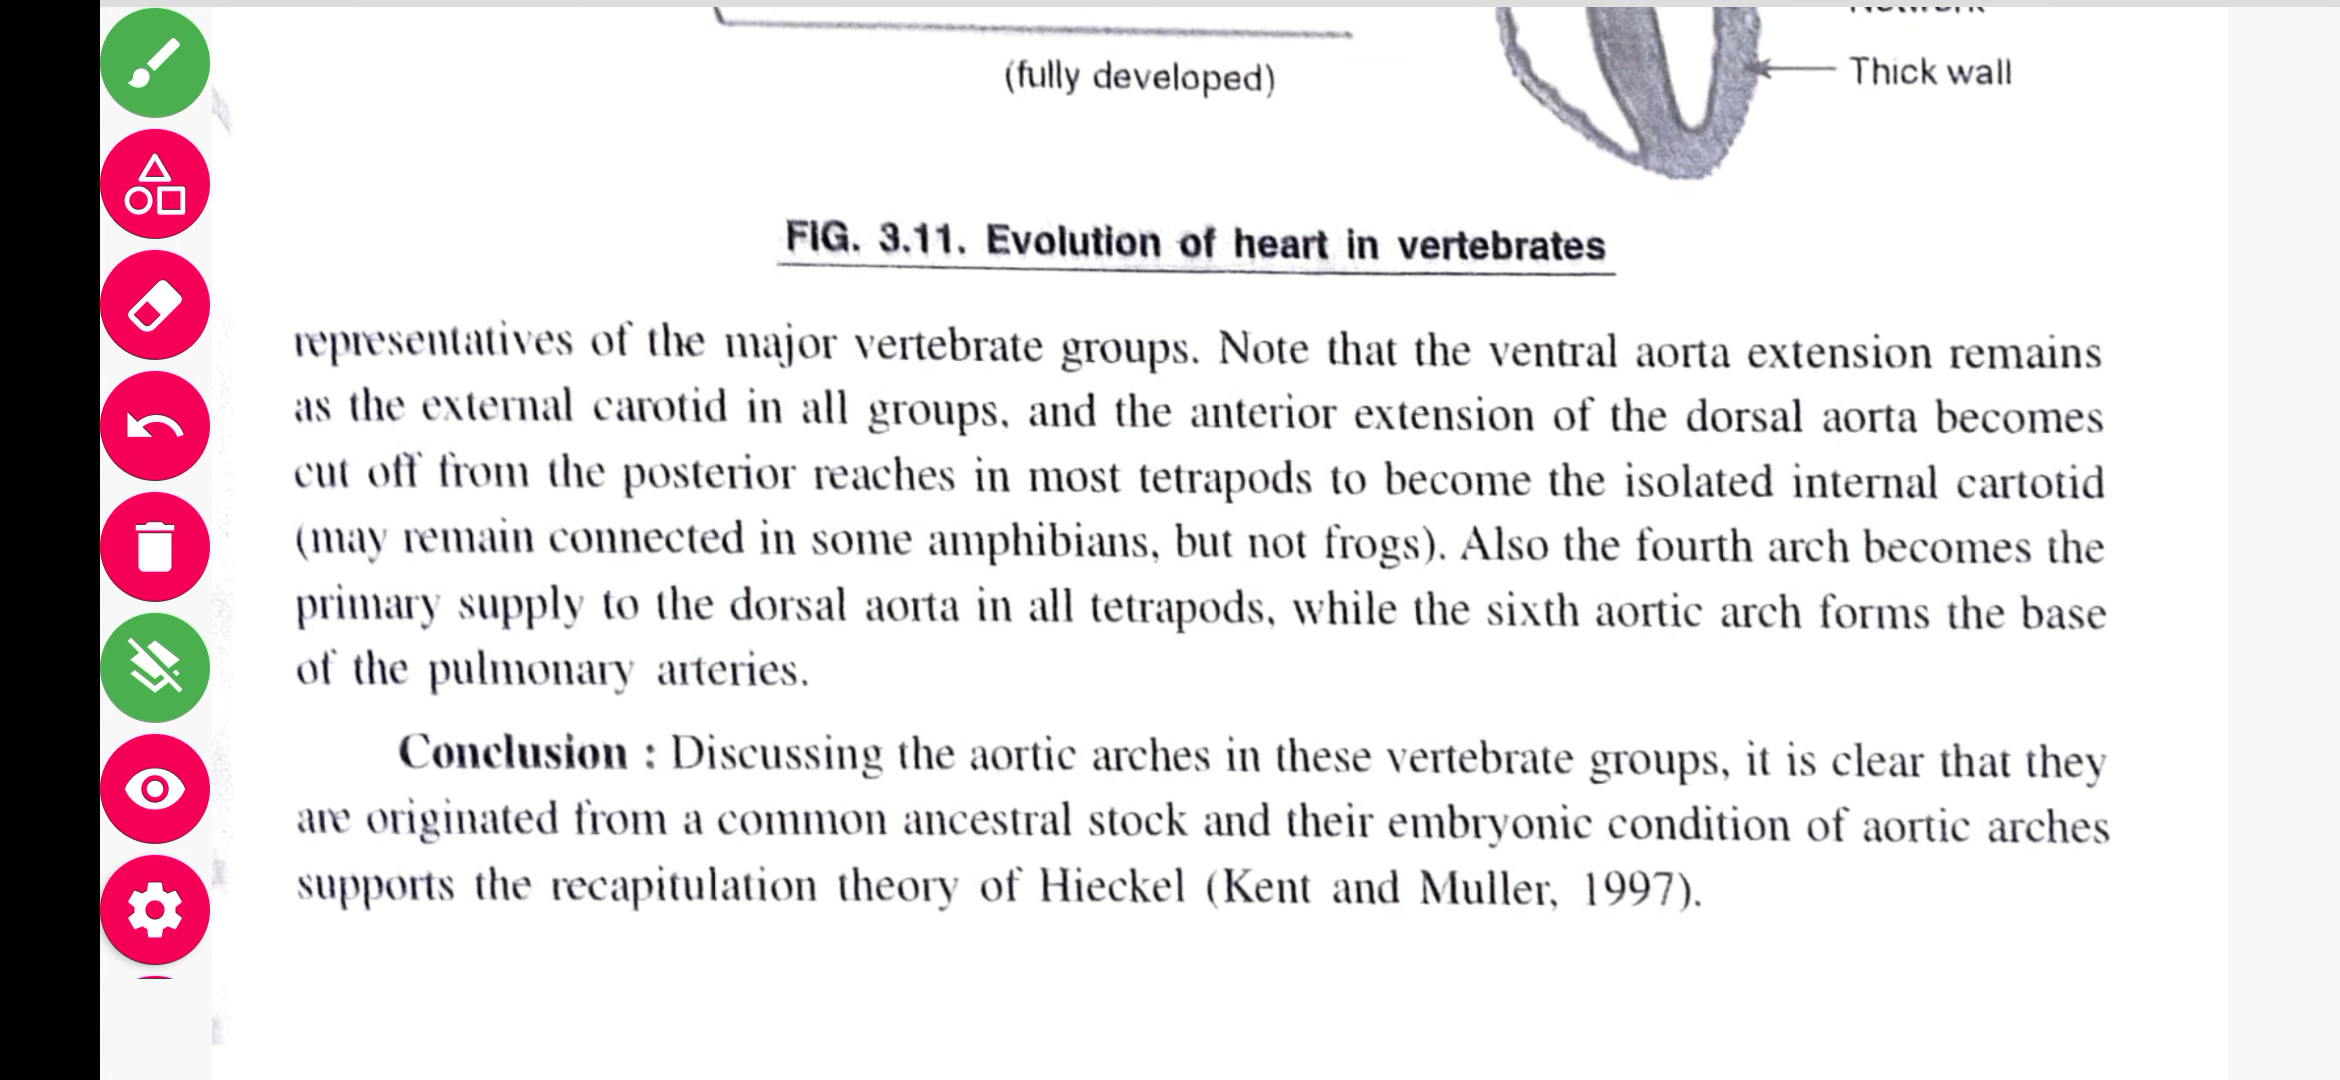 (fully developed)
Thick wall
FIG. 3.11. Evolution of heart in vertebrates
representatives of the major vertebrate groups. Note that the ventral aorta extension remains
as the external carotid in all groups, and the anterior extension of the dorsal aorta becomes
cut off from the posterior reaches in most tetrapods to become the isolated internal cartotid
(may remain connected in some amphibians, but not frogs). Also the fourth arch becomes the
primary supply to the dorsal aorta in all tetrapods, while the sixth aortic arch forms the base
of the pulmonary arteries.
Conclusion : Discussing the aortic arches in these vertebrate groups, it is clear that they
are originated from a common ancestral stock and their embryonic condition of aortic arches
supports the recapitulation theory of Hieckel (Kent and Muller, 1997).